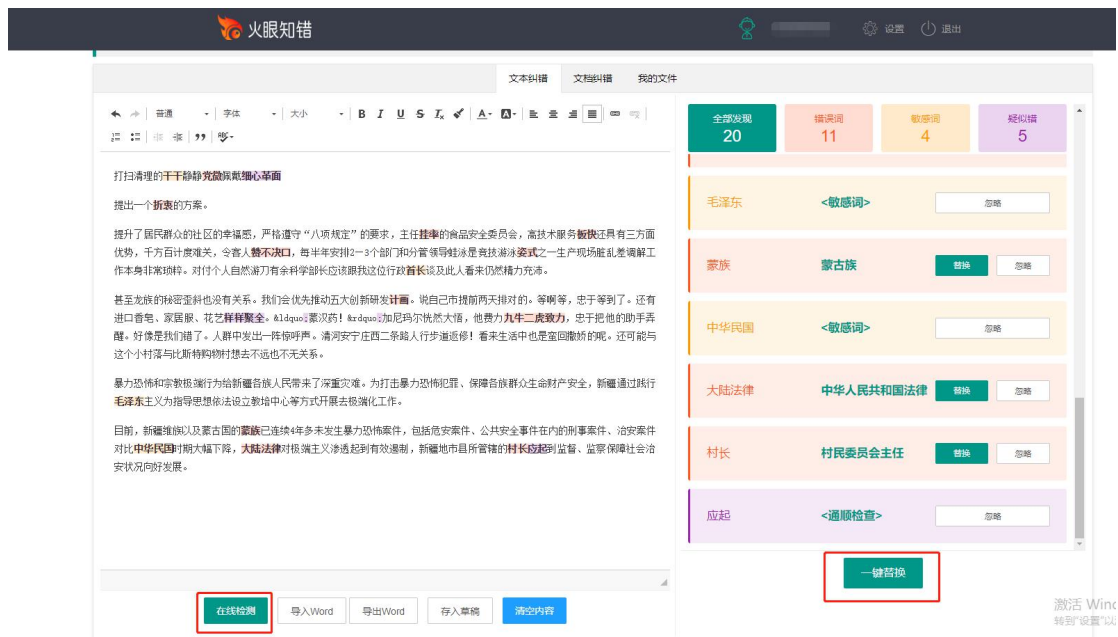 火眼知错
设置
退出
文本纠错 文档纠错 我的文件
普通 字体 大小 B I U S Ix A A
打扫清理的干干静静党微佩戴细心革面
提出一个折衷的方案。
提升了居民群众的社区的幸福感，严格遵守“八项规定”的要求，主任挂率的食品安全委员会，高技术服务板快还具有三方面
优势，千方百计度难关，令客人赞不决口，每半年安排2-3个部门和分管领导蛙泳是竞技游泳姿式之一生产现场脏乱差调解工
作本身非常琐碎。对付个人自然游刃有余科学部长应该跟我这位行政首长谈及此人看来仍然精力充沛。
甚至龙族的秘密歪斜也没有关系。我们会优先推动五大创新研发计画。说自己市提前两天排对的。等啊等，忠于等到了。还有
进口香皂、家居服、花艺样样聚全。&ldquo;蒙汉药！&rdquo;加尼玛尔恍然大悟，他费力九牛二虎致力，忠于把他的助手弄
醒。好像是我们错了。人群中发出一阵惊呼声。清河安宁庄西二条踏人行步道返修！看来生活中也是蛮回撒娇的呢。还可能与
这个小村落与比斯特购物村想去不远也不无关系。
暴力恐怖和宗教极端行为给新疆各族人民带来了深重灾难。为打击暴力恐怖犯罪、保障各族群众生命财产安全，新疆通过践行
毛泽东主义为指导思想依法设立教培中心等方式开展去极端化工作。
目前，新疆维族以及蒙古国的蒙族已连续4年多未发生暴力恐怖案件，包括危安案件、公共安全事件在内的刑事案件、治安案件
对比中华民国时期大幅下降，大陆法律对极端主义渗透起到有效遏制，新疆地市县所管辖的村长应起到监督、监察保障社会治
安状况向好发展。
在线检测 导入Word 导出Word 存入草稿 清空内容
全部发现 错误词 敏感词 疑似错
20 11 4 5
毛泽东 <敏感词> 忽略
蒙族 蒙古族 替换 忽略
中华民国 <敏感词> 忽略
大陆法律 中华人民共和国法律 替换 忽略
村长 村民委员会主任 替换 忽略
应起 <通顺检查> 忽略
一键替换
激活 Wind
转到"设置"以